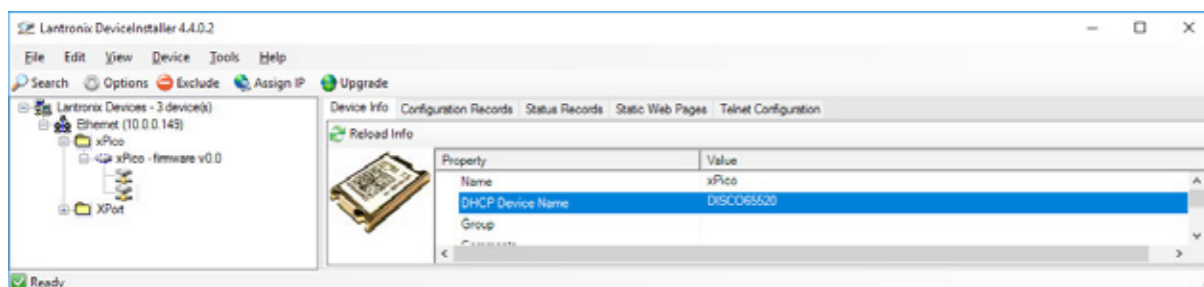 Lantronix DeviceInstaller 4.4.0.2
File Edit View Device Tools Help
Search Options Exclude Assign IP Upgrade
Lantronix Devices - 3 device(s)
Ethernet (10.0.0.149)
xPico
xPico - firmware v0.0
XPort
Device Info Configuration Records Status Records Static Web Pages Telnet Configuration
Reload Info
Property Value
Name xPico
DHCP Device Name DISCO65520
Group
Comments
Ready